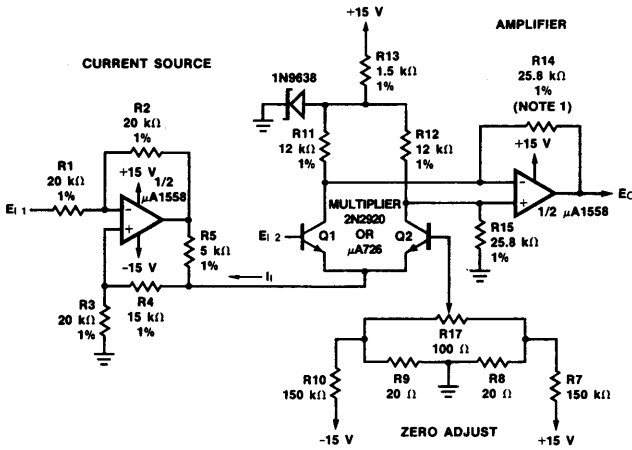 +15 V
AMPLIFIER
CURRENT SOURCE
R13
1.5 kΩ
1%
R14
25.8 kΩ
1%
(NOTE 1)
1N9638
R2
20 kΩ
1%
R11
12 kΩ
1%
R12
12 kΩ
1%
+15 V
R1
20 kΩ
1%
+15 V
1/2
μA1558
EI 1
-
+
-15 V
R5
5 kΩ
1%
MULTIPLIER
2N2920
OR
μA726
EI 2
Q1
Q2
-
+
EO
1/2 μA1558
R15
25.8 kΩ
1%
II
R3
20 kΩ
1%
R4
15 kΩ
1%
R17
100 Ω
R10
150 kΩ
R9
20 Ω
R8
20 Ω
R7
150 kΩ
-15 V
ZERO ADJUST
+15 V